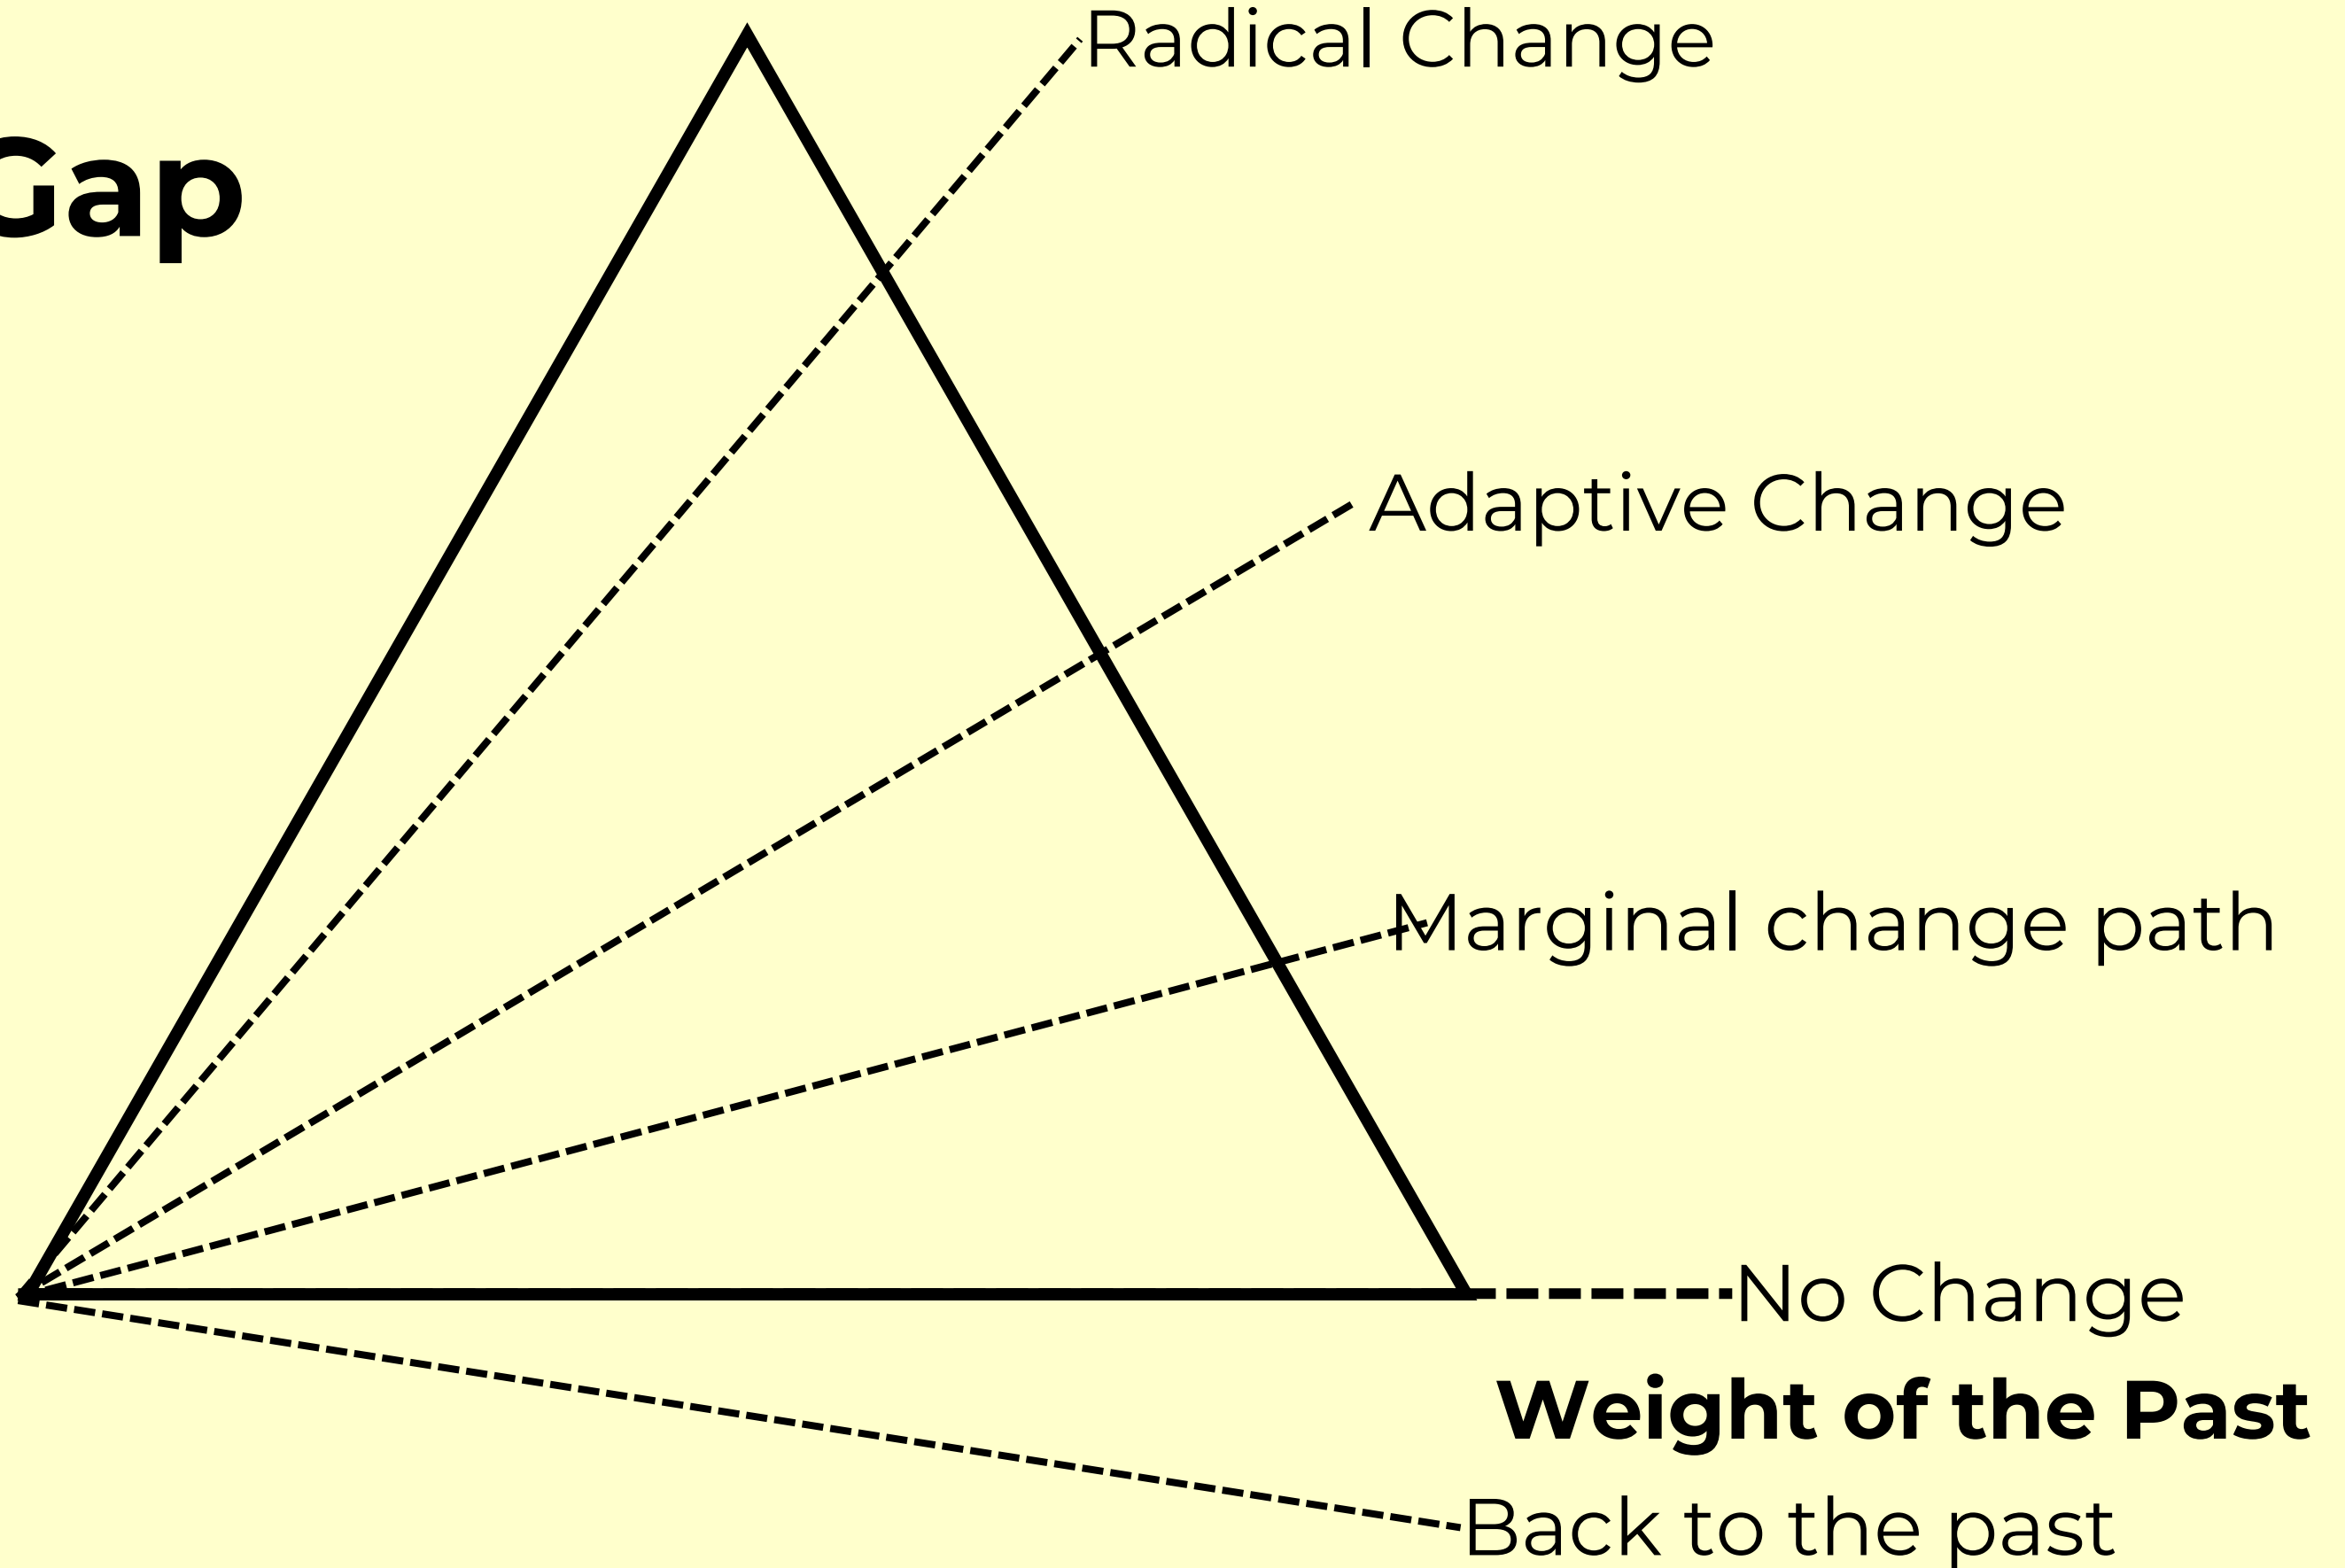 Radical Change
Gap
Adaptive Change
Marginal change path
No Change
Weight of the Past
Back to the past